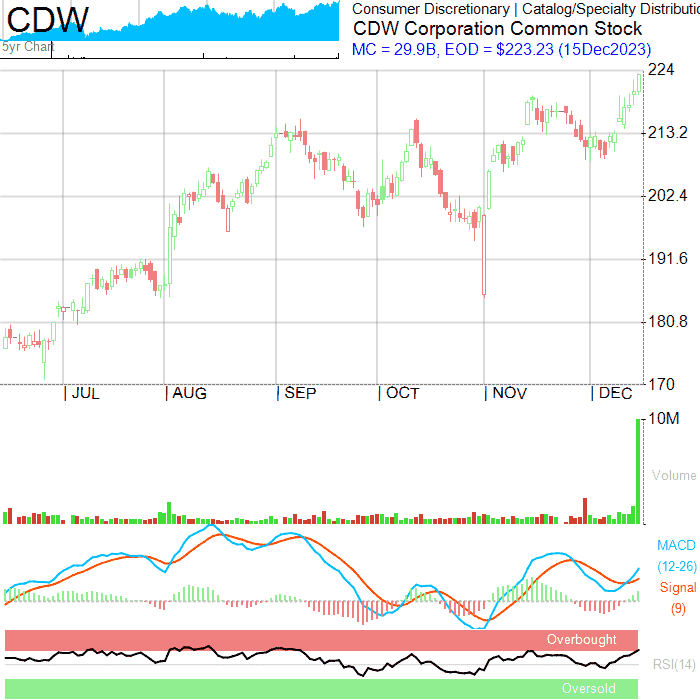 CDW
5yr Chart
Consumer Discretionary | Catalog/Specialty Distributic
CDW Corporation Common Stock
MC = 29.9B, EOD = $223.23 (15Dec2023)
224
213.2
202.4
191.6
180.8
170
| JUL | AUG | SEP | OCT | NOV | DEC
10M
Volume
MACD
(12-26)
Signal
(9)
Overbought
RSI(14)
Oversold